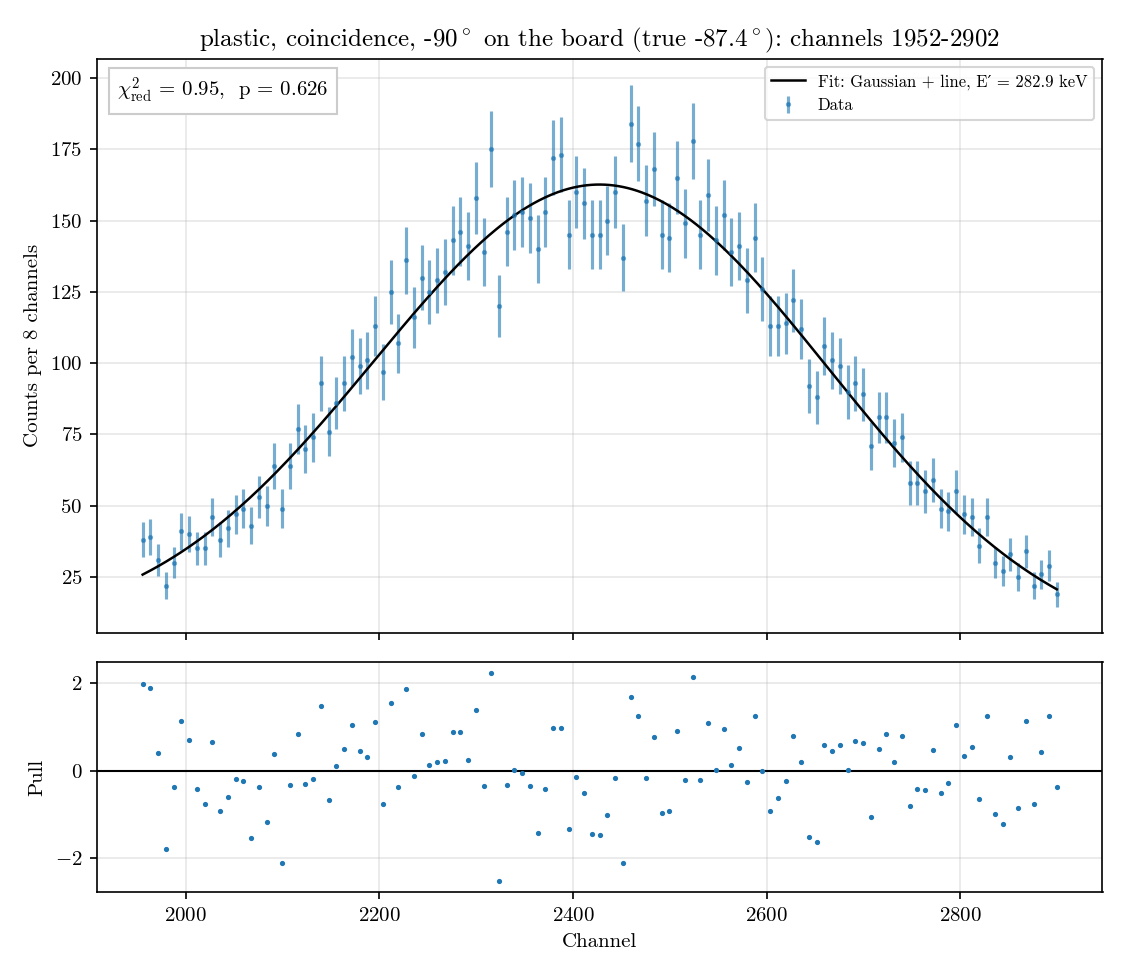 plastic, coincidence, -90° on the board (true -87.4°): channels 1952-2902
χ²red = 0.95, p = 0.626
Fit: Gaussian + line, E´ = 282.9 keV
Data
Counts per 8 channels
200
175
150
125
100
75
50
25
Pull
2
0
−2
2000
2200
2400
2600
2800
Channel